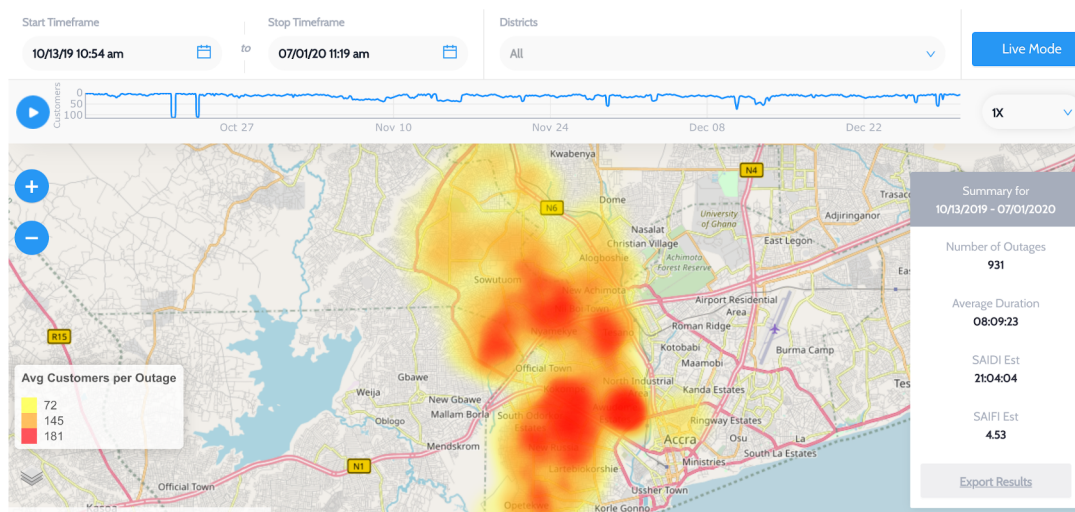 Start Timeframe
Stop Timeframe
Districts
10/13/19 10:54 am
to
07/01/20 11:19 am
All
Live Mode
Customers
0
50
100
1X
Oct 27
Nov 10
Nov 24
Dec 08
Dec 22
Kwabenya
N4
Summary for
10/13/2019 - 07/01/2020
N6
Dome
University
of Ghana
Adjiringanor
Nasalat
Christian Village
East Legon
Number of Outages
931
Alogboshie
Achimota
Forest Reserve
Sowutuom
New Achimota
Airport Residential
Area
Average Duration
08:09:23
Roman Ridge
R15
Kotobabi
Burma Camp
Maamobi
SAIDI Est
21:04:04
Official Town
Avg Customers per Outage
72
145
181
Gbawe
North Industrial
Weija
New Gbawe
Kanda Estates
Oblogo
Mallam Borla
Ringway Estates
SAIFI Est
4.53
Mendskrom
Accra
Osu
La
South La Estates
N1
Ministries
Lartebiokorshie
Export Results
Official Town
Ussher Town
Korle Gonno